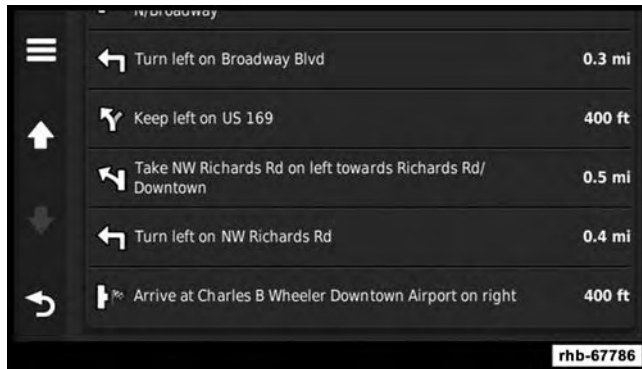 N/Broadway
Turn left on Broadway Blvd 0.3 mi
Keep left on US 169 400 ft
Take NW Richards Rd on left towards Richards Rd/
Downtown 0.5 mi
Turn left on NW Richards Rd 0.4 mi
Arrive at Charles B Wheeler Downtown Airport on right 400 ft
rhb-67786